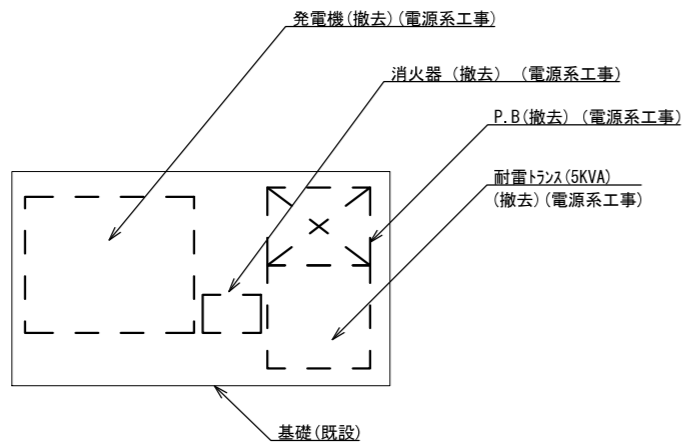 発電機(撤去)(電源系工事)
消火器 (撤去) (電源系工事)
P.B(撤去) (電源系工事)
耐雷ﾄﾗﾝｽ(5KVA)
(撤去)(電源系工事)
基礎(既設)